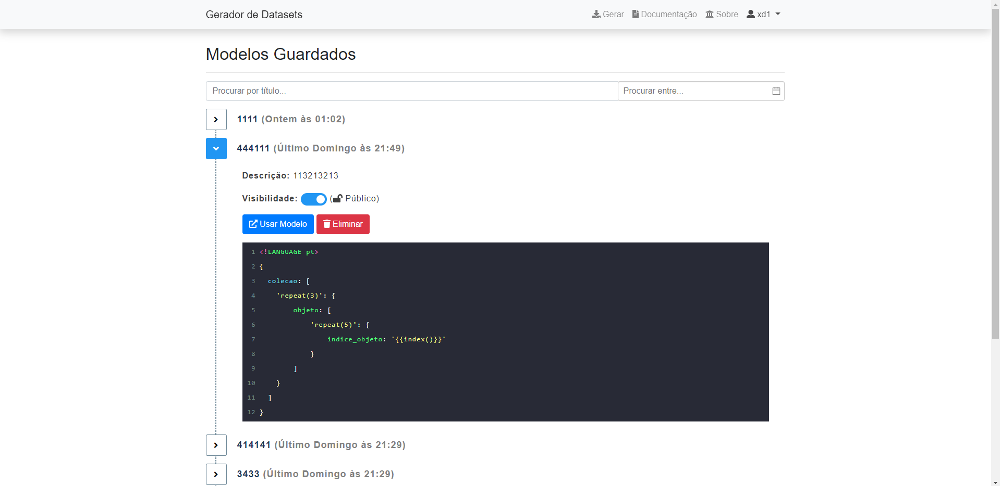 Gerador de Datasets Gerar Documentação Sobre xd1
Modelos Guardados
Procurar por título... Procurar entre...
1111 (Ontem às 01:02)
444111 (Último Domingo às 21:49)
Descrição: 113213213
Visibilidade: (Público)
Usar Modelo Eliminar
1 <!LANGUAGE pt>
2 {
3 colecao: [
4 'repeat(3)': {
5 objeto: [
6 'repeat(5)': {
7 indice_objeto: '{{index()}}'
8 }
9 ]
10 }
11 ]
12 }
414141 (Último Domingo às 21:29)
3433 (Último Domingo às 21:29)